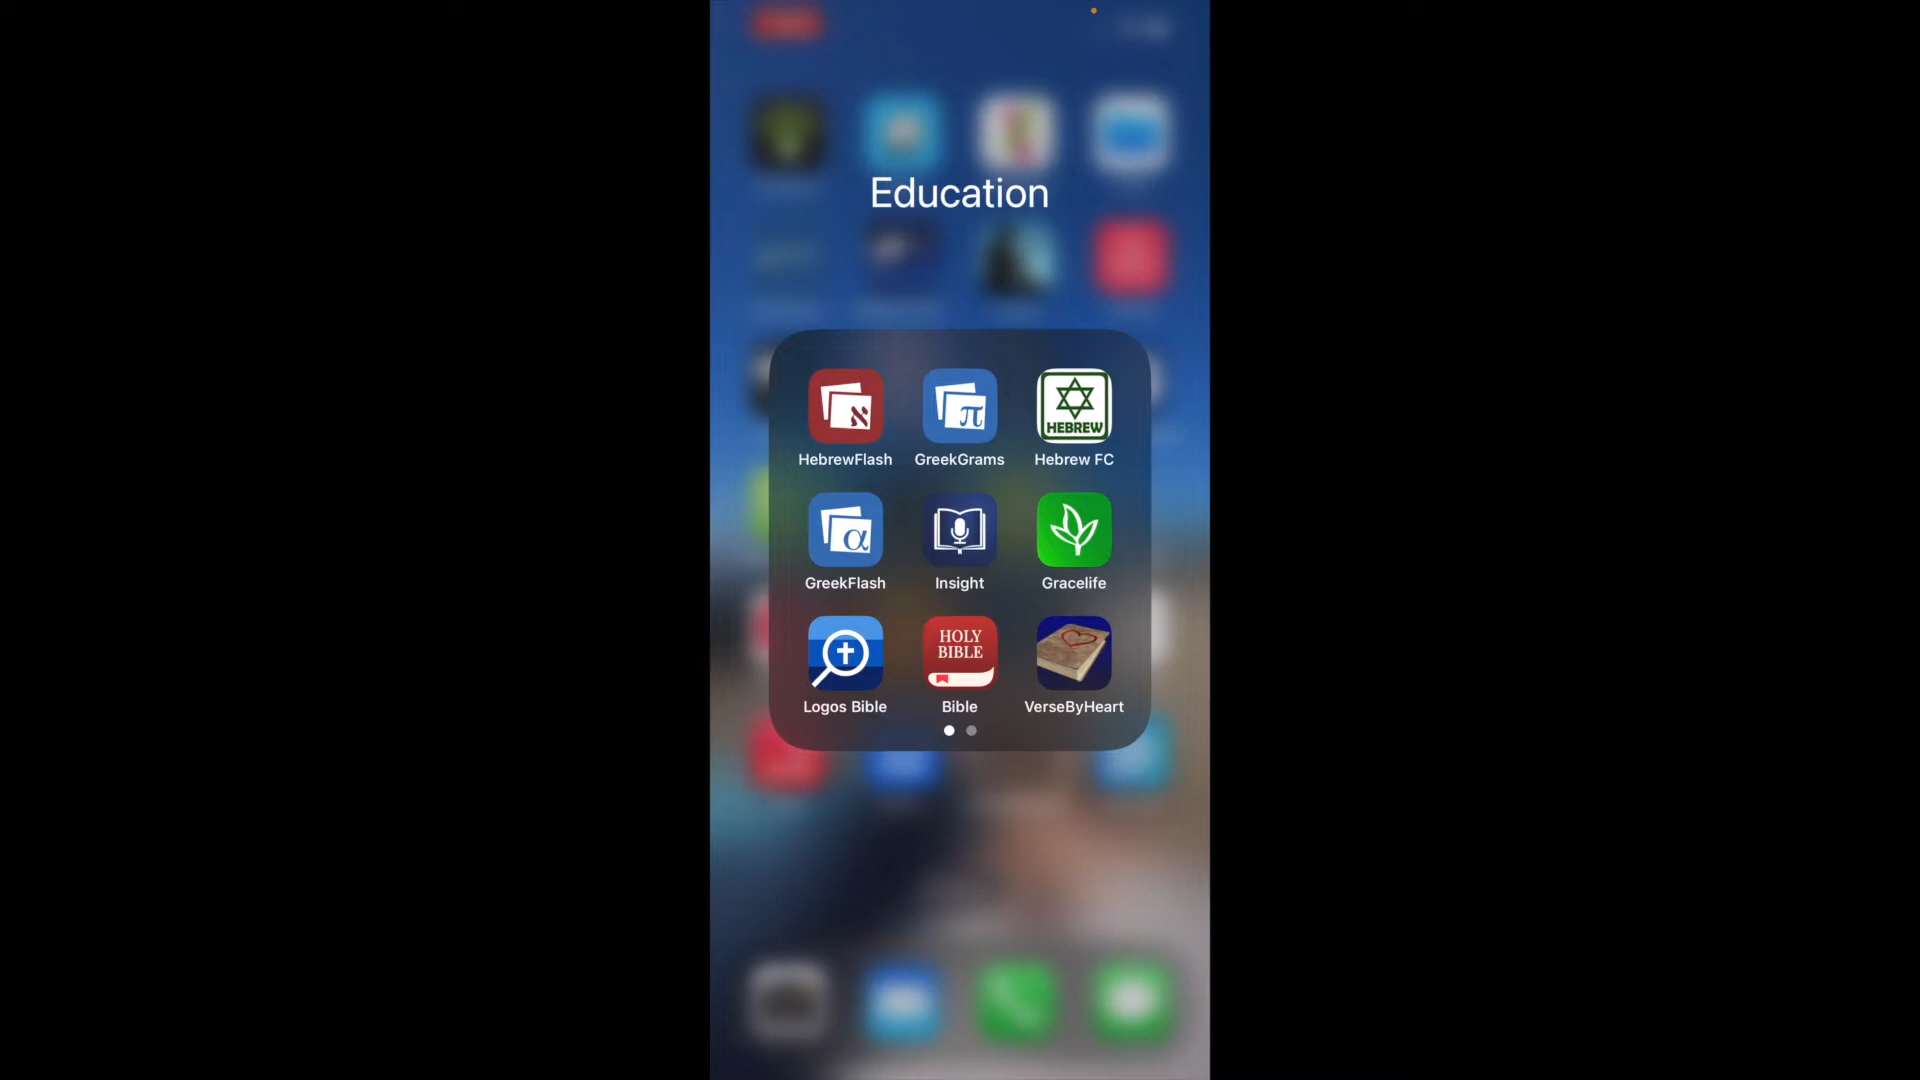 Education
א
π
HEBREW
HebrewFlash
GreekGrams
Hebrew FC
α
GreekFlash
Insight
Gracelife
HOLY
BIBLE
Logos Bible
Bible
VerseByHeart